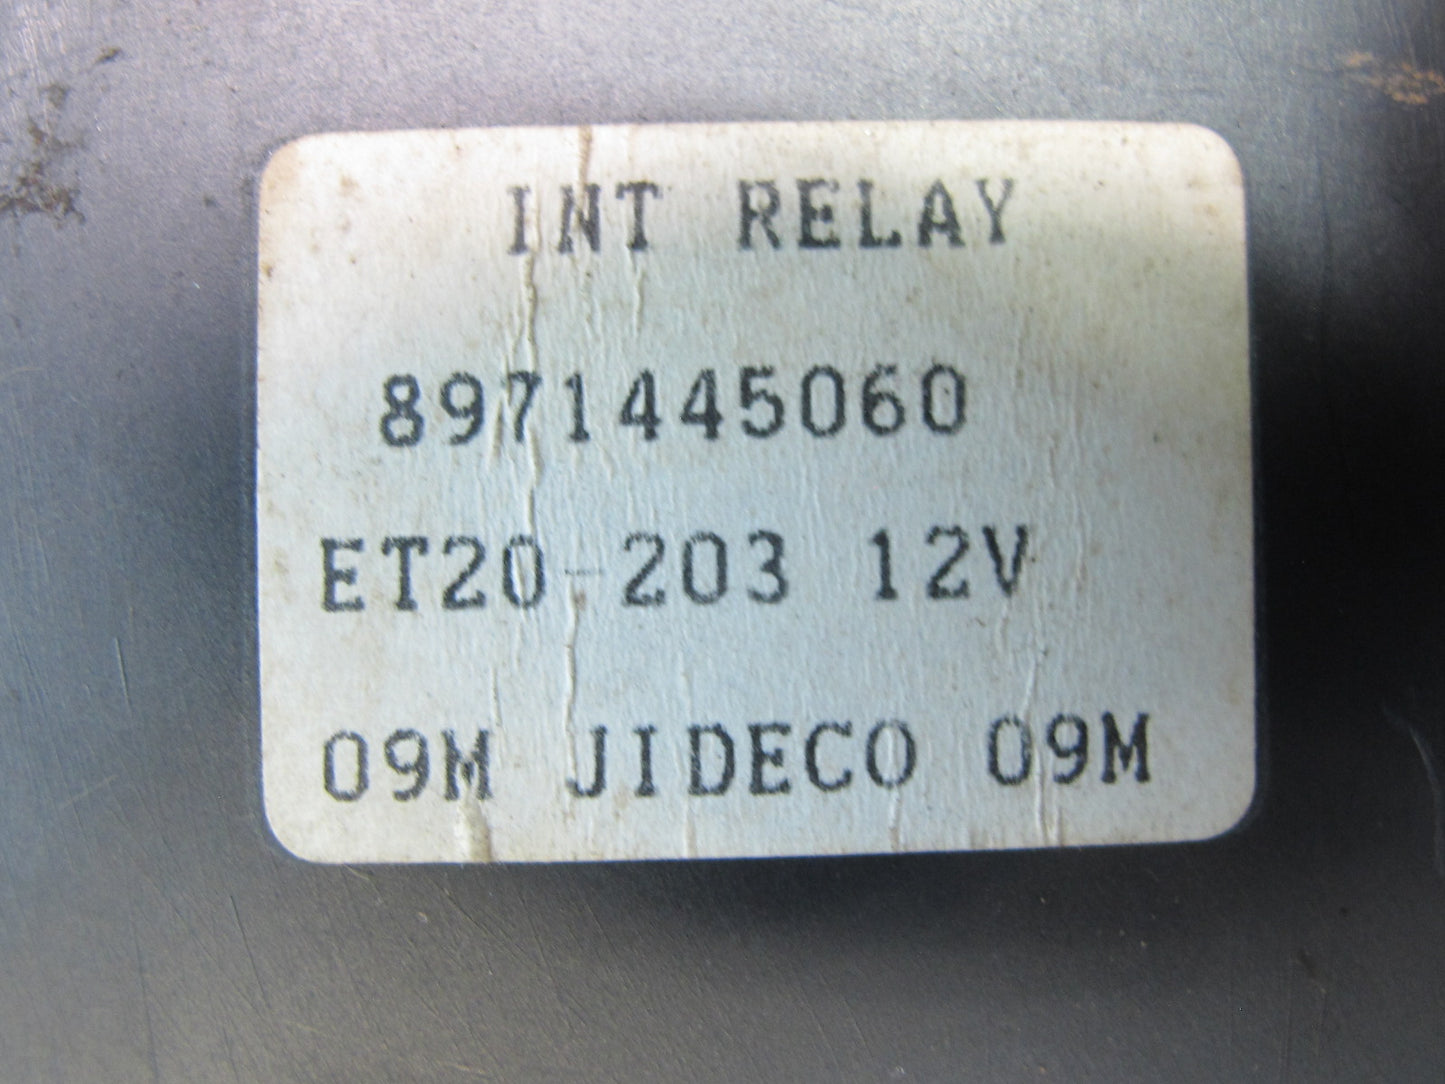 INT RELAY
8971445060
ET20-203 12V
09M JIDECO 09M